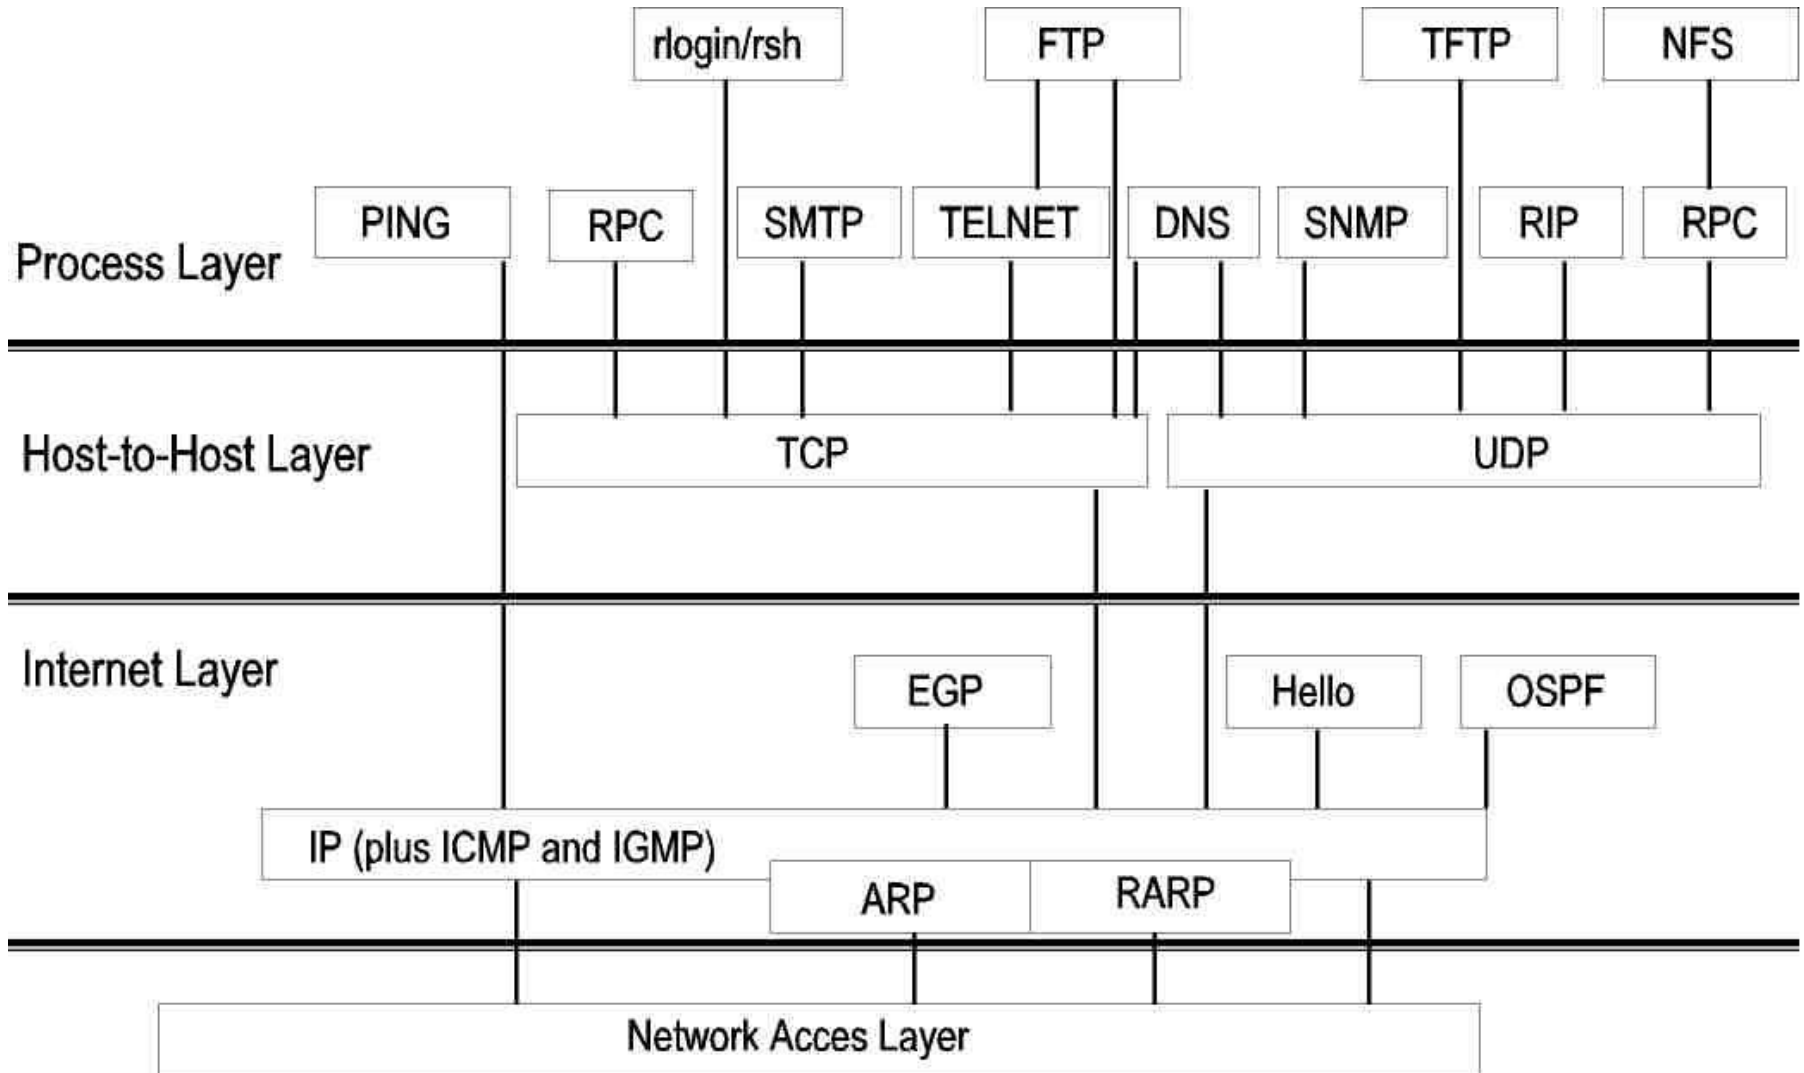 rlogin/rsh
FTP
TFTP
NFS
PING
RPC
SMTP
TELNET
DNS
SNMP
RIP
RPC
Process Layer
Host-to-Host Layer
TCP
UDP
Internet Layer
EGP
Hello
OSPF
IP (plus ICMP and IGMP)
ARP
RARP
Network Acces Layer